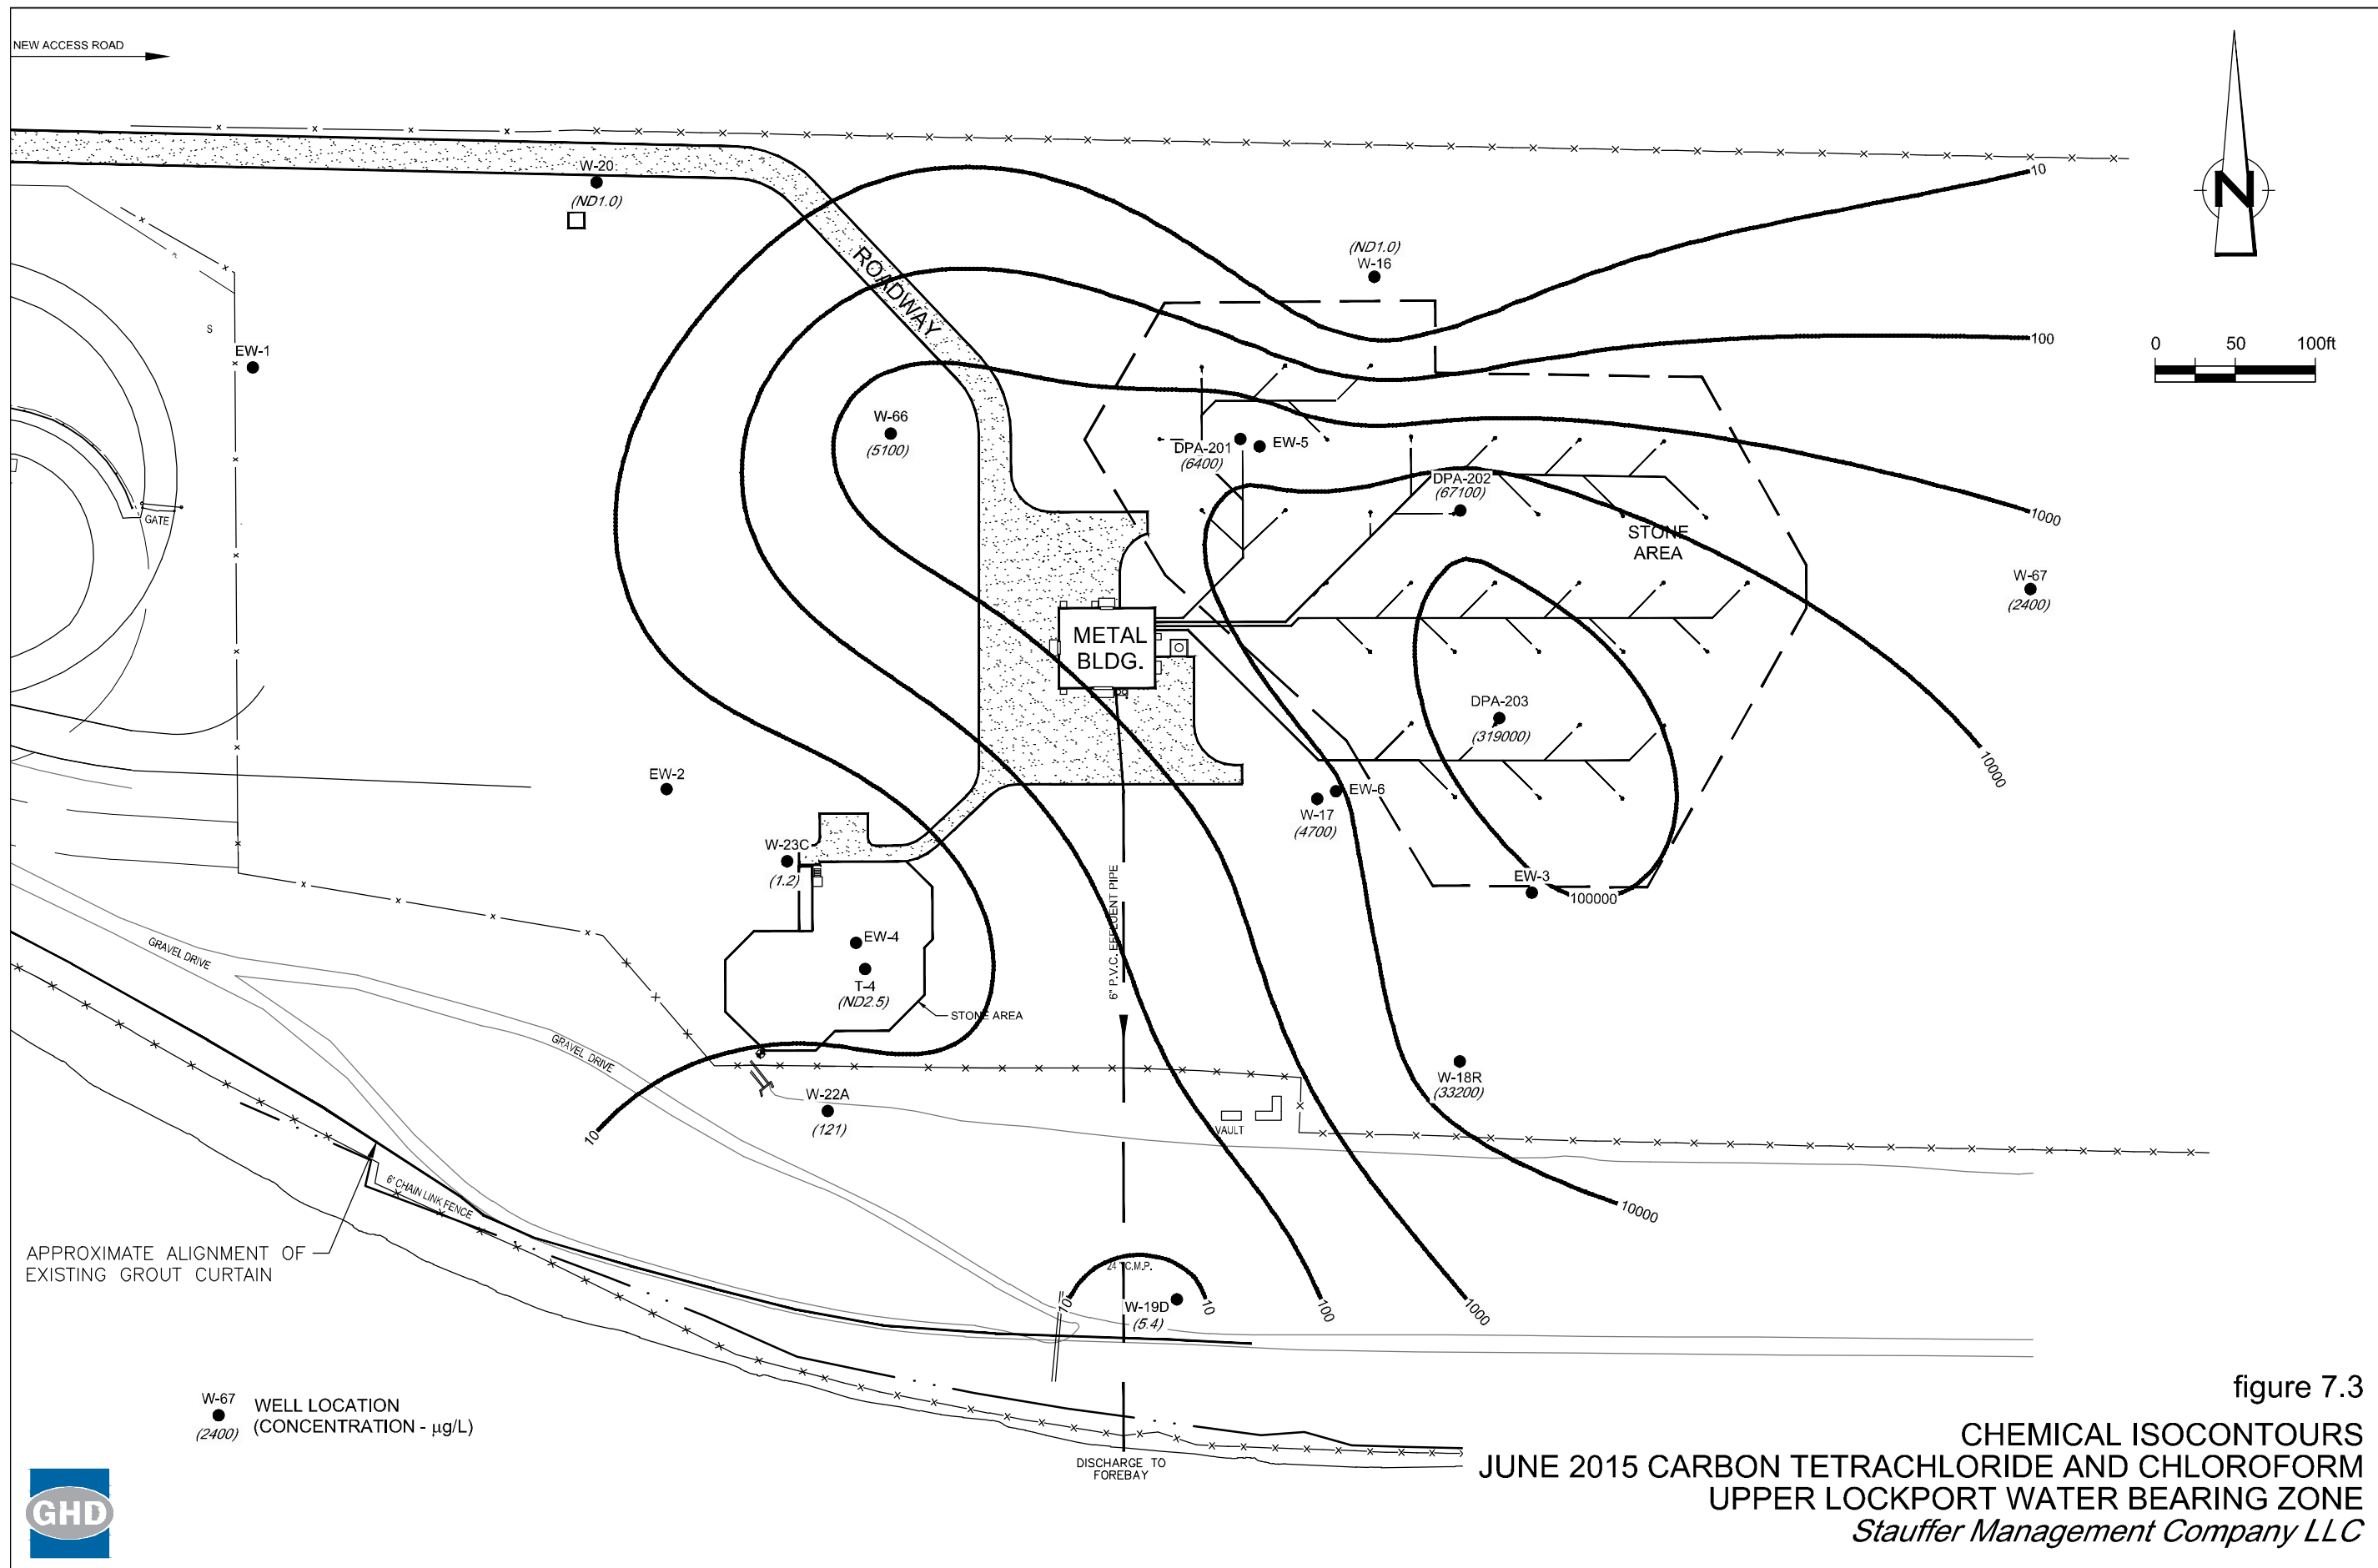 NEW ACCESS ROAD
W-20
(ND1.0)
10
(ND1.0)
W-16
N
ROADWAY
S
EW-1
100
0 50 100ft
W-66
(5100)
DPA-201
(6400)
EW-5
DPA-202
(67100)
1000
GATE
STONE
AREA
W-67
(2400)
METAL
BLDG.
DPA-203
(319000)
10000
EW-2
EW-6
W-17
(4700)
W-23C
(1.2)
EW-3
100000
6" P.V.C. EFFLUENT PIPE
GRAVEL DRIVE
EW-4
T-4
(ND2.5)
STONE AREA
GRAVEL DRIVE
W-18R
(33200)
W-22A
(121)
10
VAULT
6' CHAIN LINK FENCE
10000
APPROXIMATE ALIGNMENT OF
EXISTING GROUT CURTAIN
24" C.M.P.
10
W-19D
(5.4)
10
100
1000
W-67
(2400)
WELL LOCATION
(CONCENTRATION - µg/L)
DISCHARGE TO
FOREBAY
figure 7.3
CHEMICAL ISOCONTOURS
JUNE 2015 CARBON TETRACHLORIDE AND CHLOROFORM
UPPER LOCKPORT WATER BEARING ZONE
Stauffer Management Company LLC
GHD